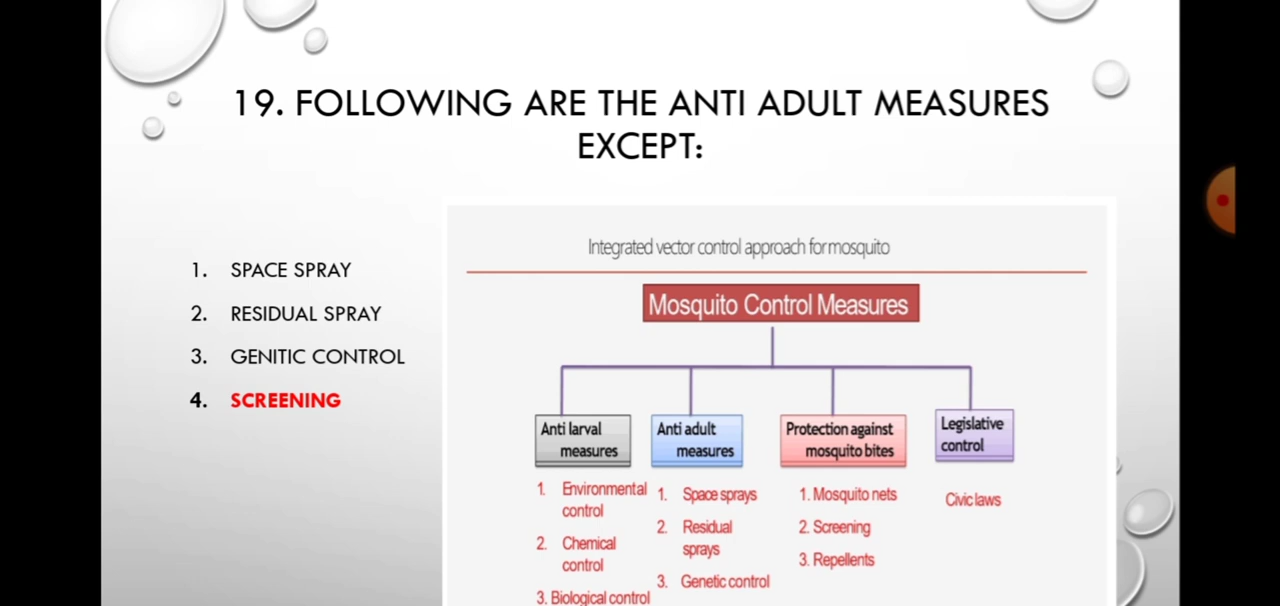 19. FOLLOWING ARE THE ANTI ADULT MEASURES
EXCEPT:
1. SPACE SPRAY
2. RESIDUAL SPRAY
3. GENITIC CONTROL
4. SCREENING
Integrated vector control approach for mosquito
Mosquito Control Measures
Anti larval
measures
1. Environmental
control
2. Chemical
control
3. Biological control
Anti adult
measures
1. Space sprays
2. Residual
sprays
3. Genetic control
Protection against
mosquito bites
1. Mosquito nets
2. Screening
3. Repellents
Legislative
control
Civic laws